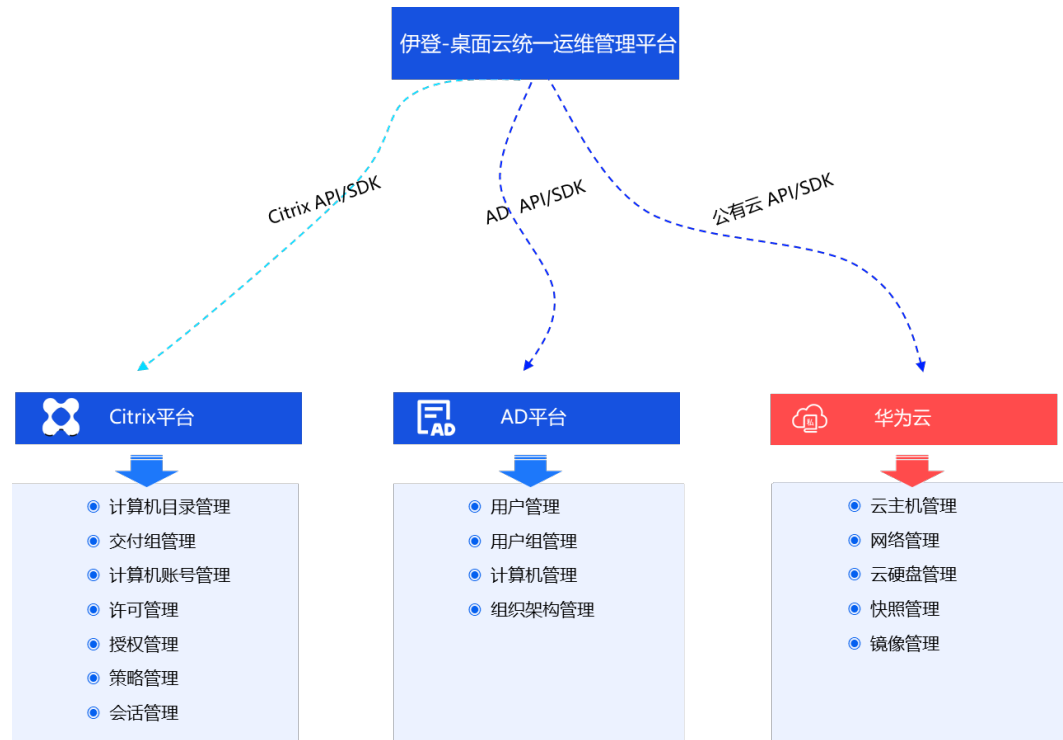 伊登-桌面云统一运维管理平台
Citrix API/SDK
AD API/SDK
公有云 API/SDK
Citrix平台
计算机目录管理
交付组管理
计算机账号管理
许可管理
授权管理
策略管理
会话管理
AD
AD平台
用户管理
用户组管理
计算机管理
组织架构管理
私
华为云
云主机管理
网络管理
云硬盘管理
快照管理
镜像管理